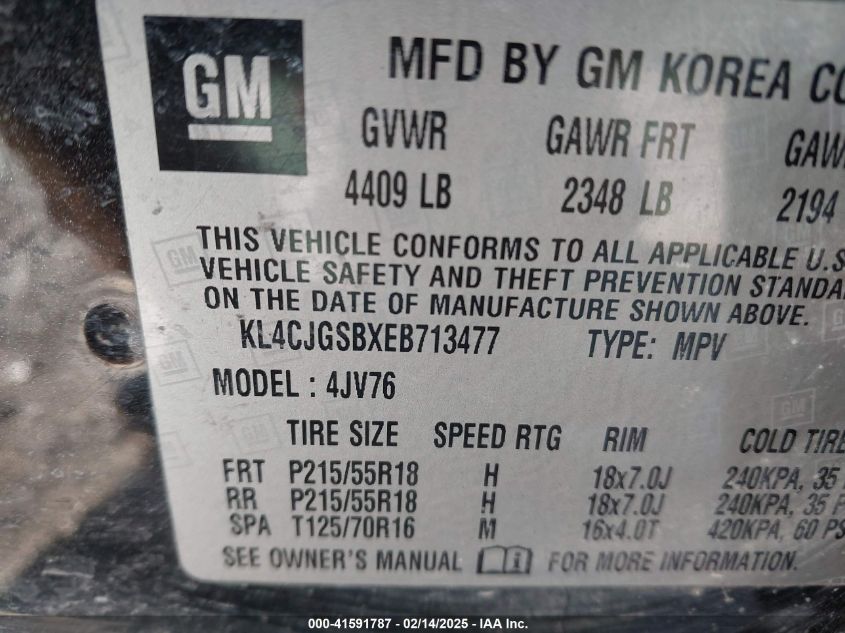 GM
MFD BY GM KOREA CO
GVWR GAWR FRT GAW
4409 LB 2348 LB 2194
THIS VEHICLE CONFORMS TO ALL APPLICABLE U.S
VEHICLE SAFETY AND THEFT PREVENTION STANDA
ON THE DATE OF MANUFACTURE SHOWN ABOVE.
KL4CJGSBXEB713477 TYPE: MPV
MODEL : 4JV76
TIRE SIZE SPEED RTG RIM COLD TIRE
FRT P215/55R18 H 18x7.0J 240KPA, 35
RR P215/55R18 H 18x7.0J 240KPA, 35 P
SPA T125/70R16 M 16x4.0T 420KPA, 60 PS
SEE OWNER'S MANUAL i FOR MORE INFORMATION.
000-41591787 - 02/14/2025 - IAA Inc.